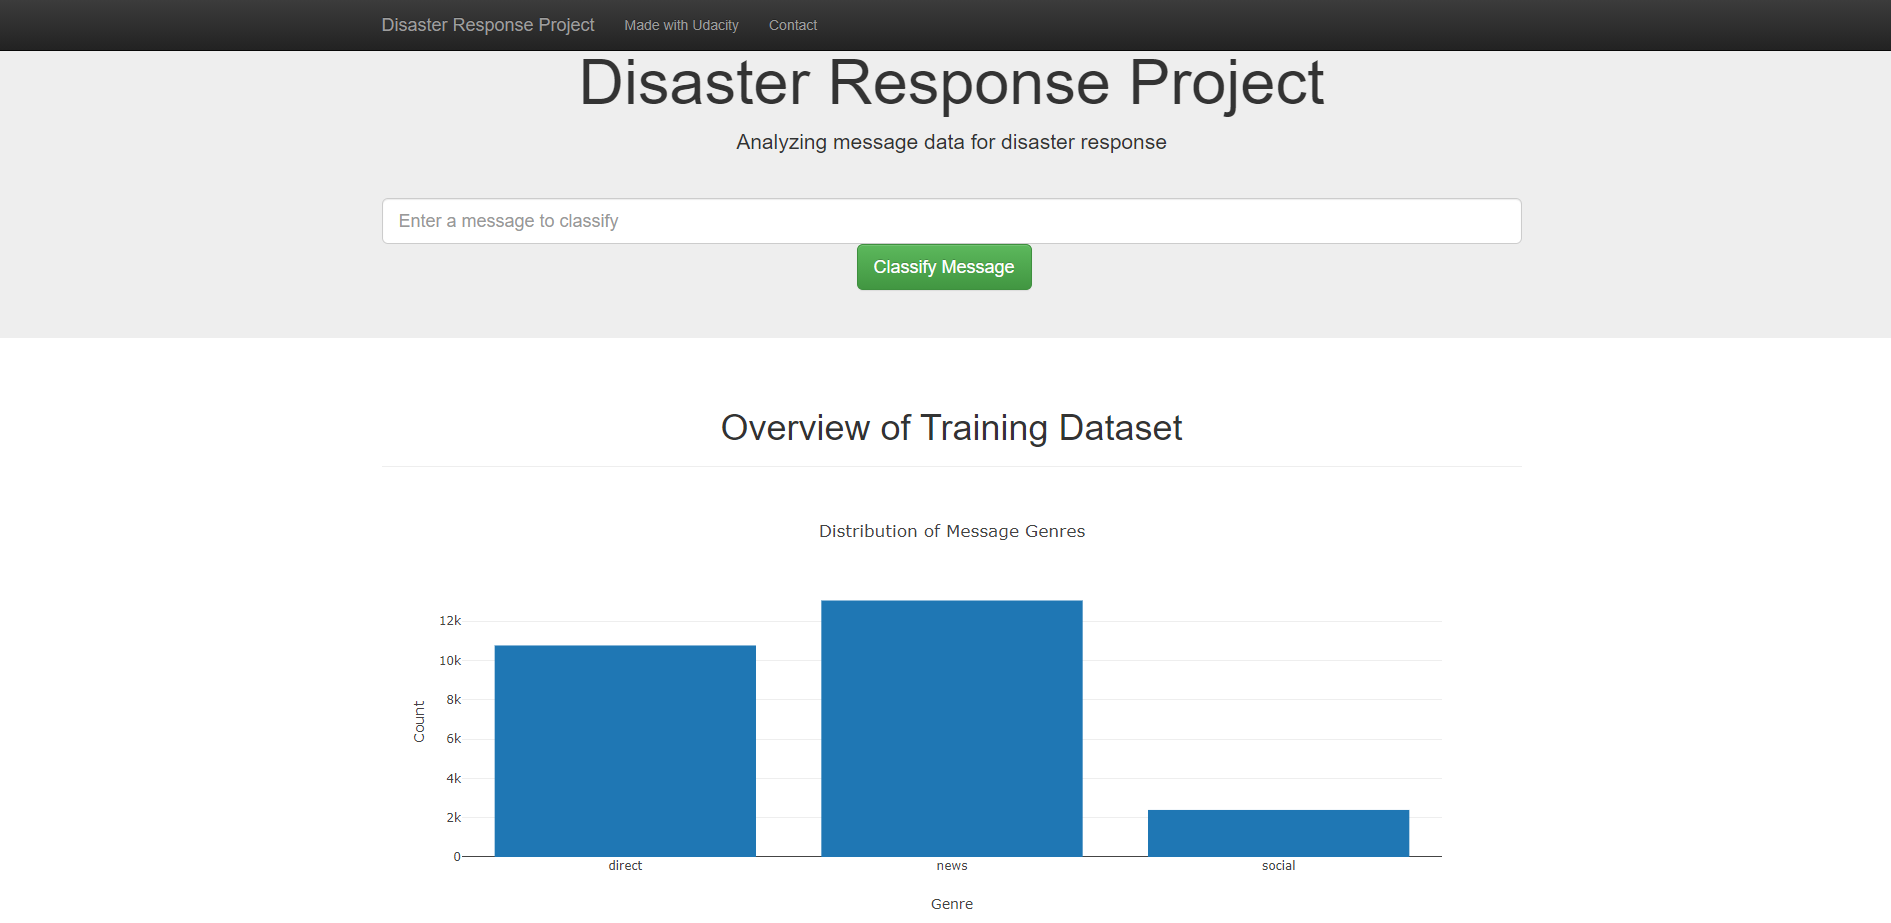 Disaster Response Project Made with Udacity Contact
Disaster Response Project
Analyzing message data for disaster response
Enter a message to classify
Classify Message
Overview of Training Dataset
Distribution of Message Genres
12k
10k
8k
6k
4k
2k
0
Count
direct news social
Genre